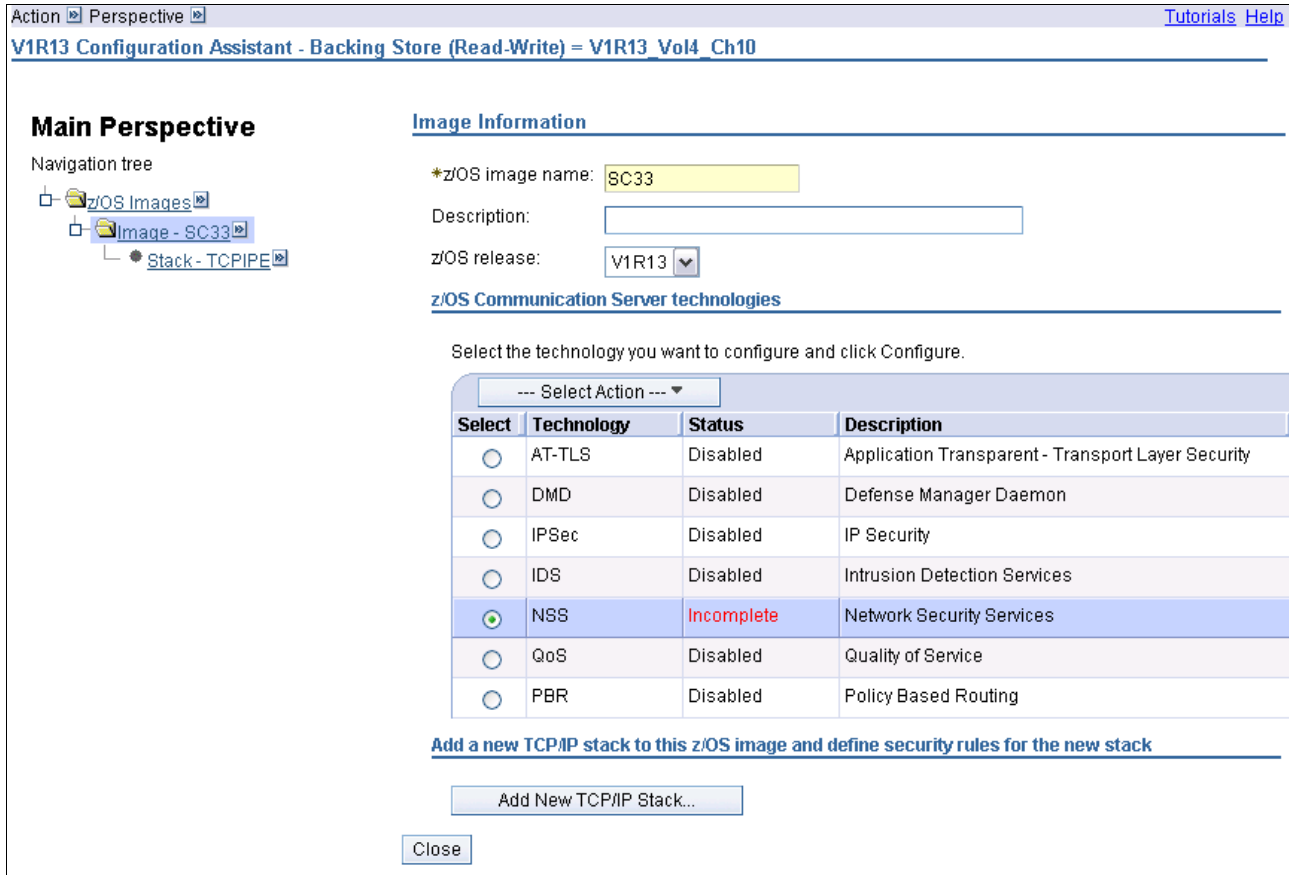 Action Perspective Tutorials Help
V1R13 Configuration Assistant - Backing Store (Read-Write) = V1R13_Vol4_Ch10
Main Perspective
Navigation tree
z/OS Images
Image - SC33
Stack - TCPIPE
Image Information
*z/OS image name: SC33
Description:
z/OS release: V1R13
z/OS Communication Server technologies
Select the technology you want to configure and click Configure.
--- Select Action ---
Select Technology Status Description
AT-TLS Disabled Application Transparent - Transport Layer Security
DMD Disabled Defense Manager Daemon
IPSec Disabled IP Security
IDS Disabled Intrusion Detection Services
NSS Incomplete Network Security Services
QoS Disabled Quality of Service
PBR Disabled Policy Based Routing
Add a new TCP/IP stack to this z/OS image and define security rules for the new stack
Add New TCP/IP Stack...
Close